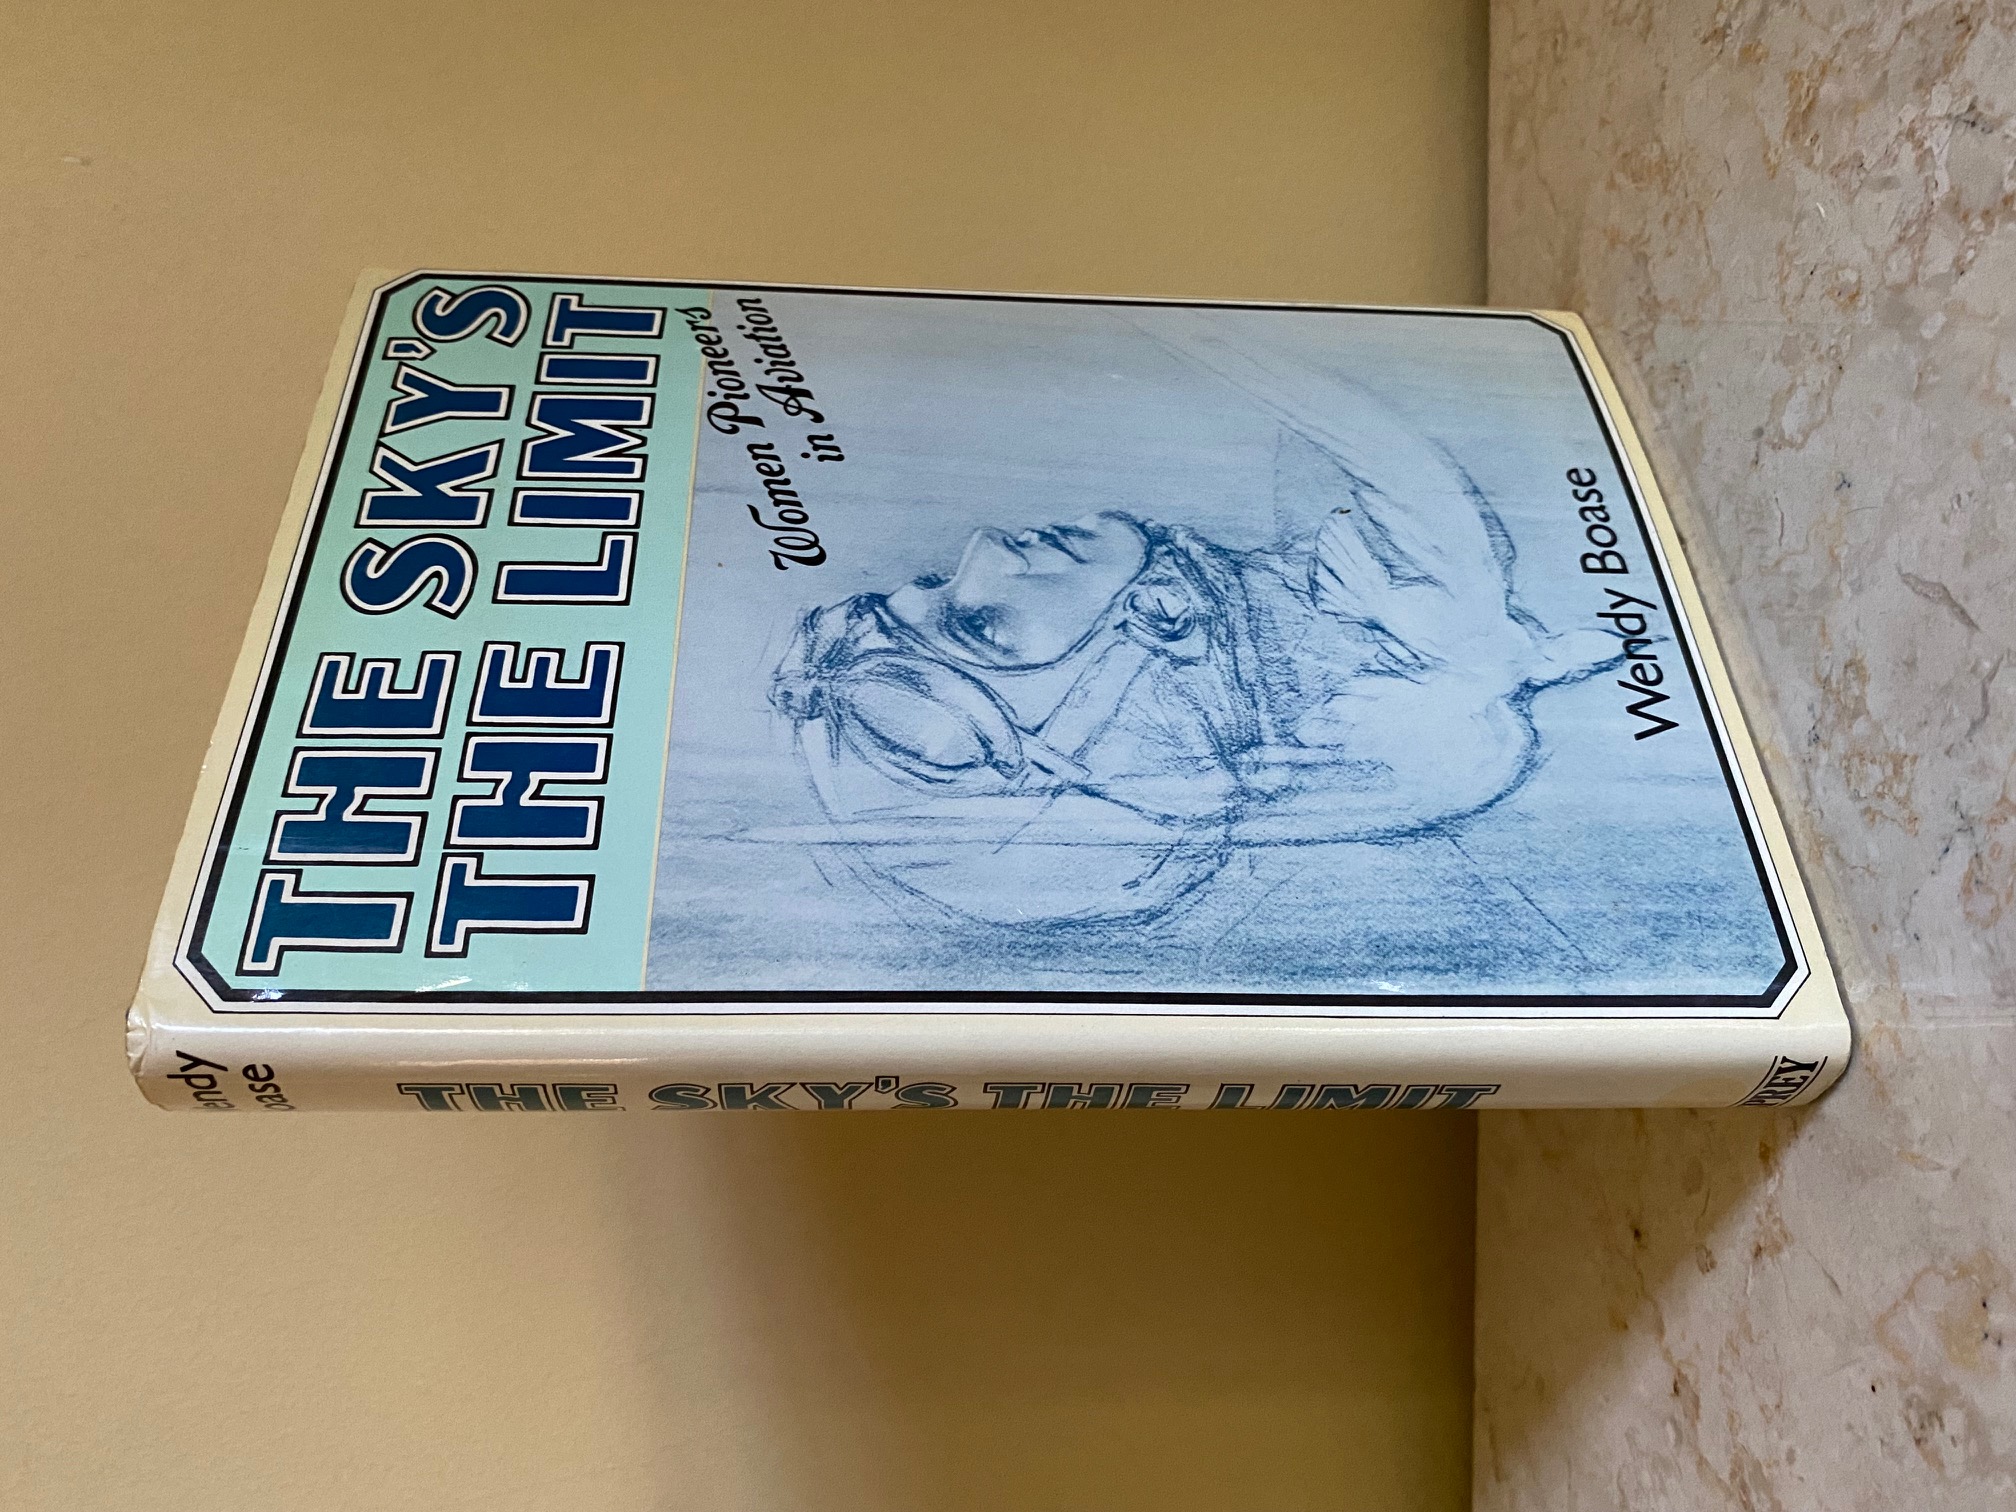 THE SKY'S
THE LIMIT
Women Pioneers
in Aviation
Wendy Boase
THE SKY'S THE LIMIT